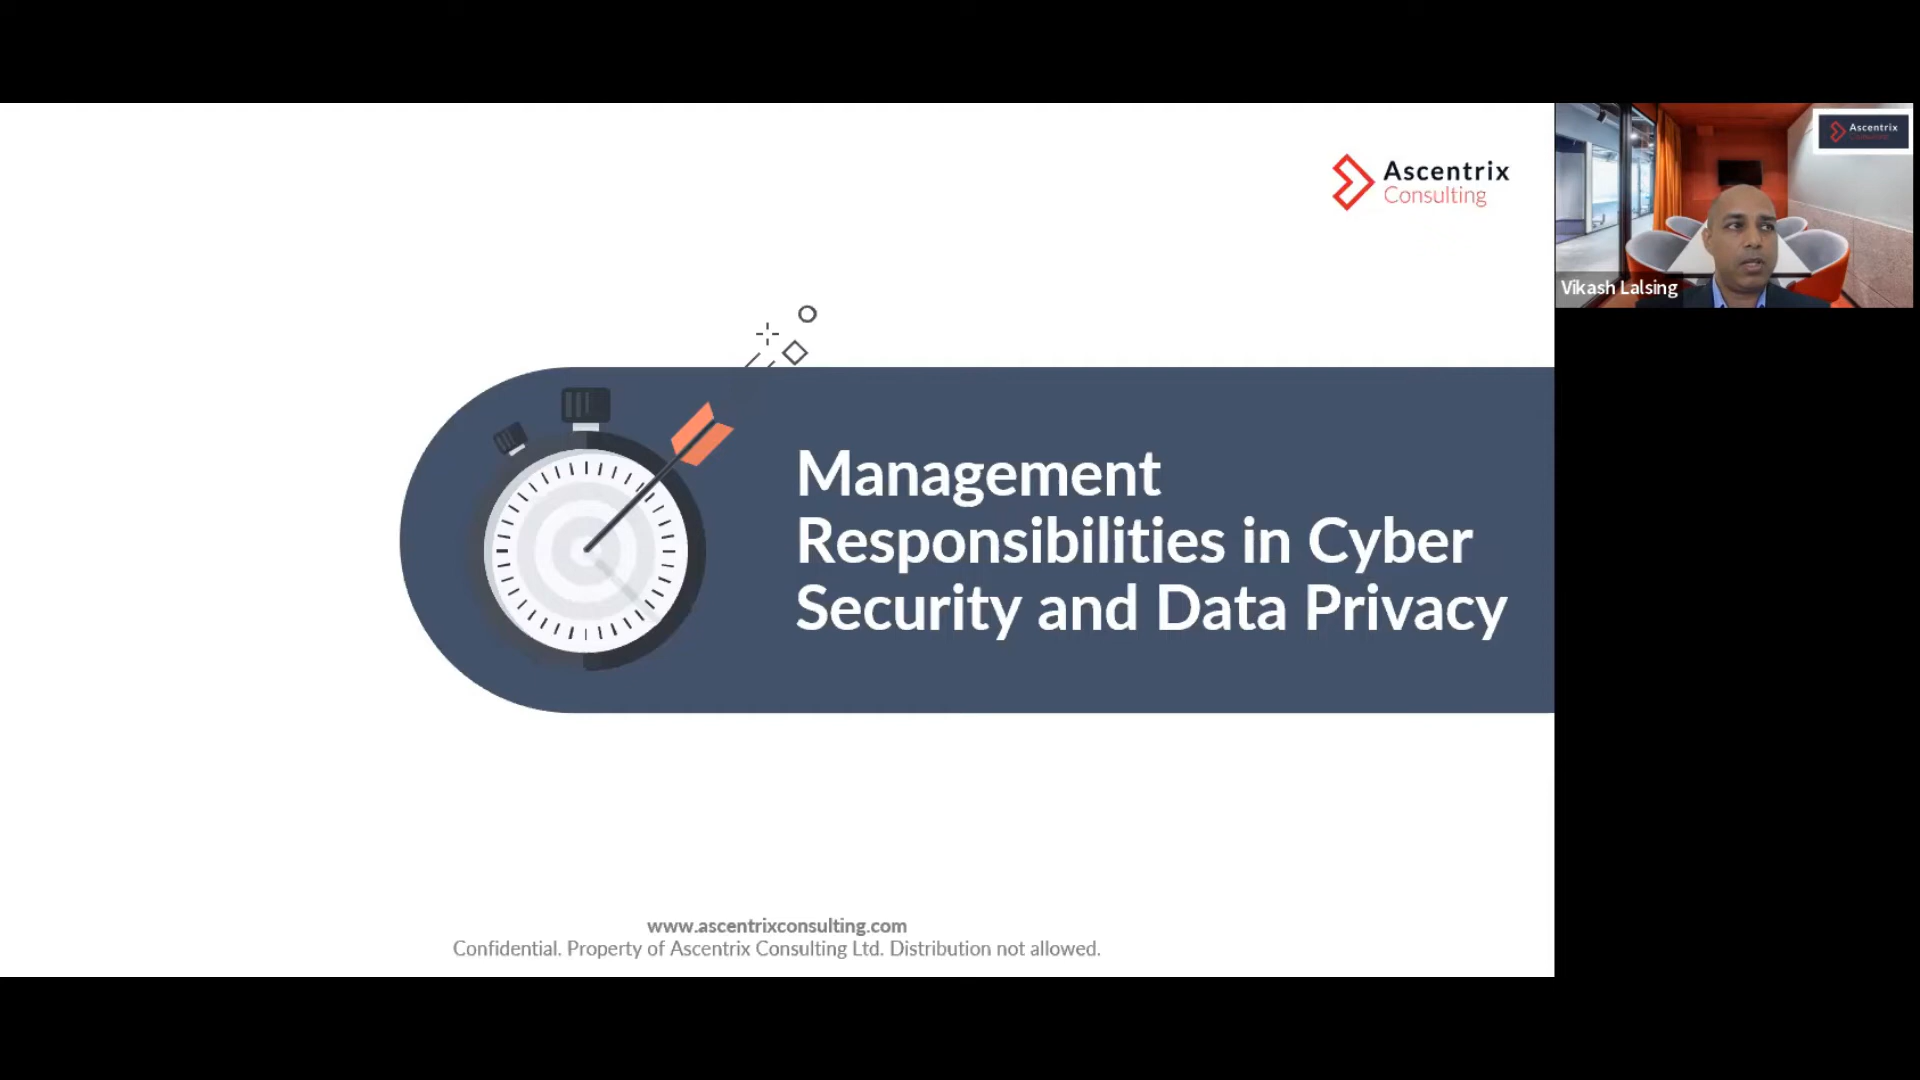 Ascentrix
Consulting
Ascentrix
Vikash Lalsing
Management
Responsibilities in Cyber
Security and Data Privacy
www.ascentrixconsulting.com
Confidential. Property of Ascentrix Consulting Ltd. Distribution not allowed.